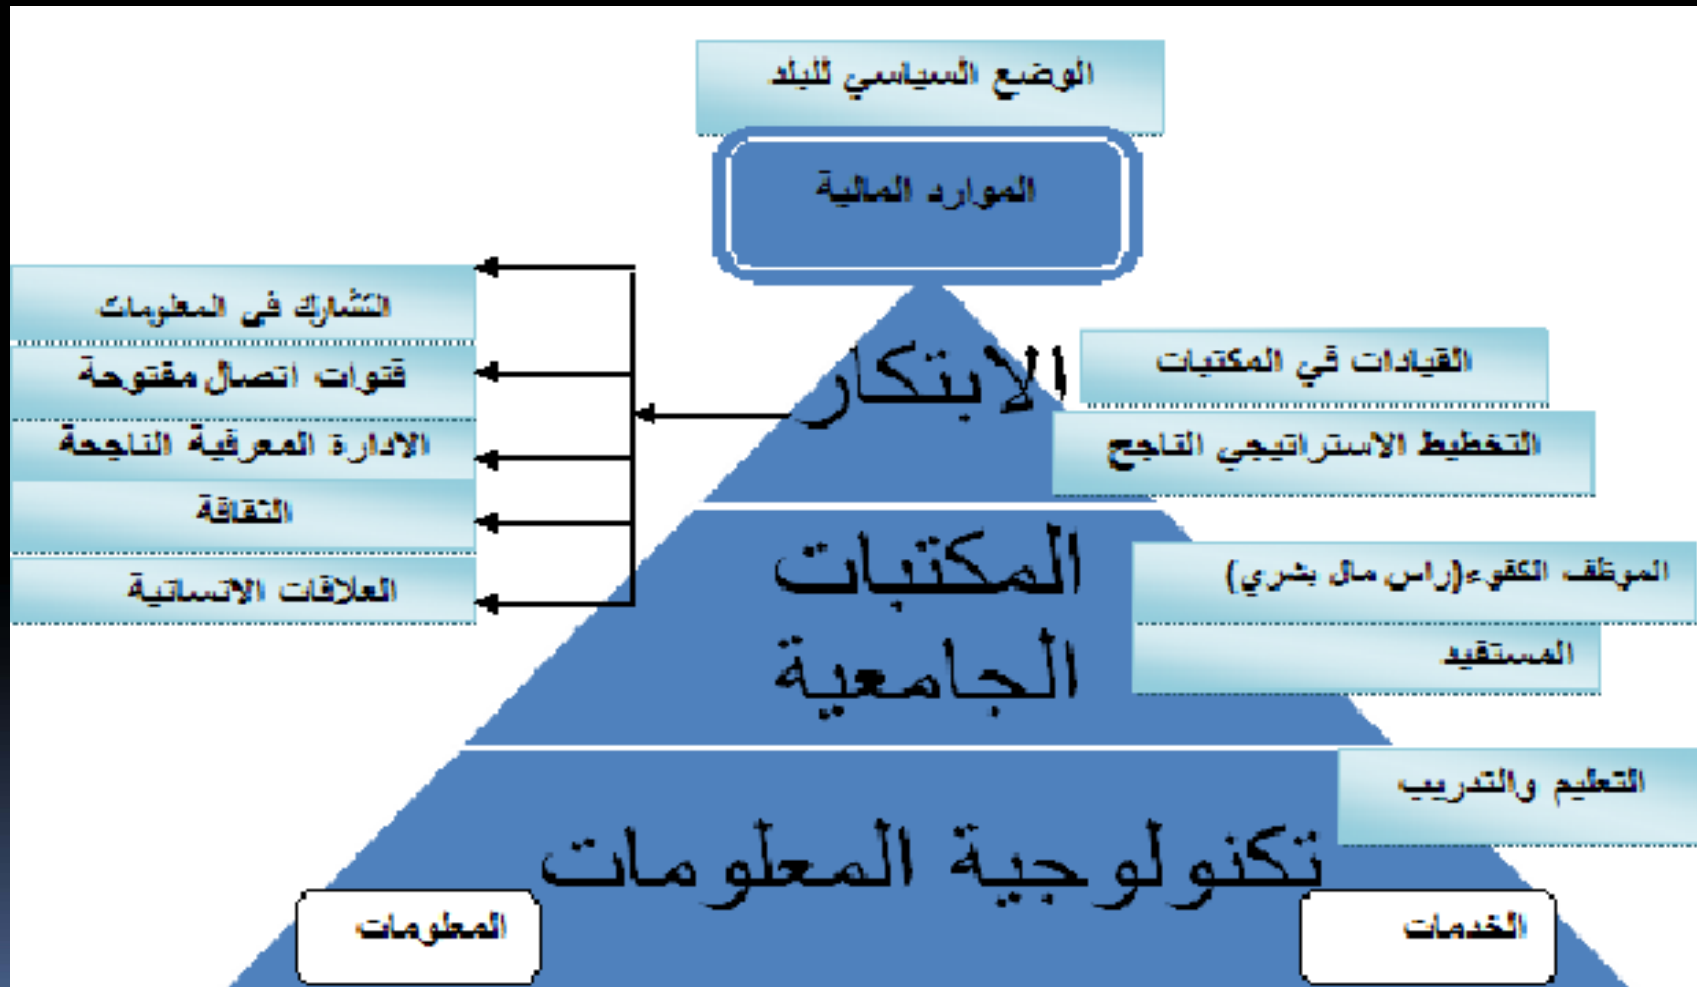 الوضع السياسي للبلد
الموارد المالية
الابتكار
القيادات في المكتبات
التخطيط الاستراتيجي الناجح
التشارك في المعلومات
قنوات اتصال مفتوحة
الادارة المعرفية الناجحة
الثقافة
العلاقات الانسانية
المكتبات
الجامعية
الموظف الكفوء(راس مال بشري)
المستفيد
التعليم والتدريب
تكنولوجية المعلومات
الخدمات
المعلومات